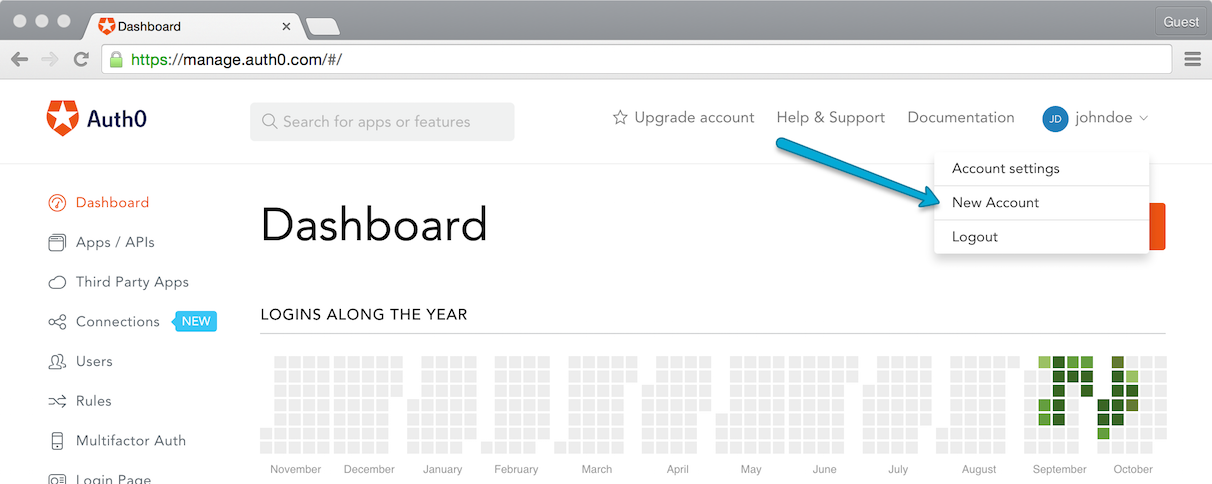 Dashboard
Guest
https://manage.auth0.com/#/
Auth0
Search for apps or features
Upgrade account
Help & Support
Documentation
JD
johndoe
Account settings
New Account
Logout
Dashboard
Apps / APIs
Third Party Apps
Connections NEW
Users
Rules
Multifactor Auth
Login Page
Dashboard
LOGINS ALONG THE YEAR
November December January February March April May June July August September October